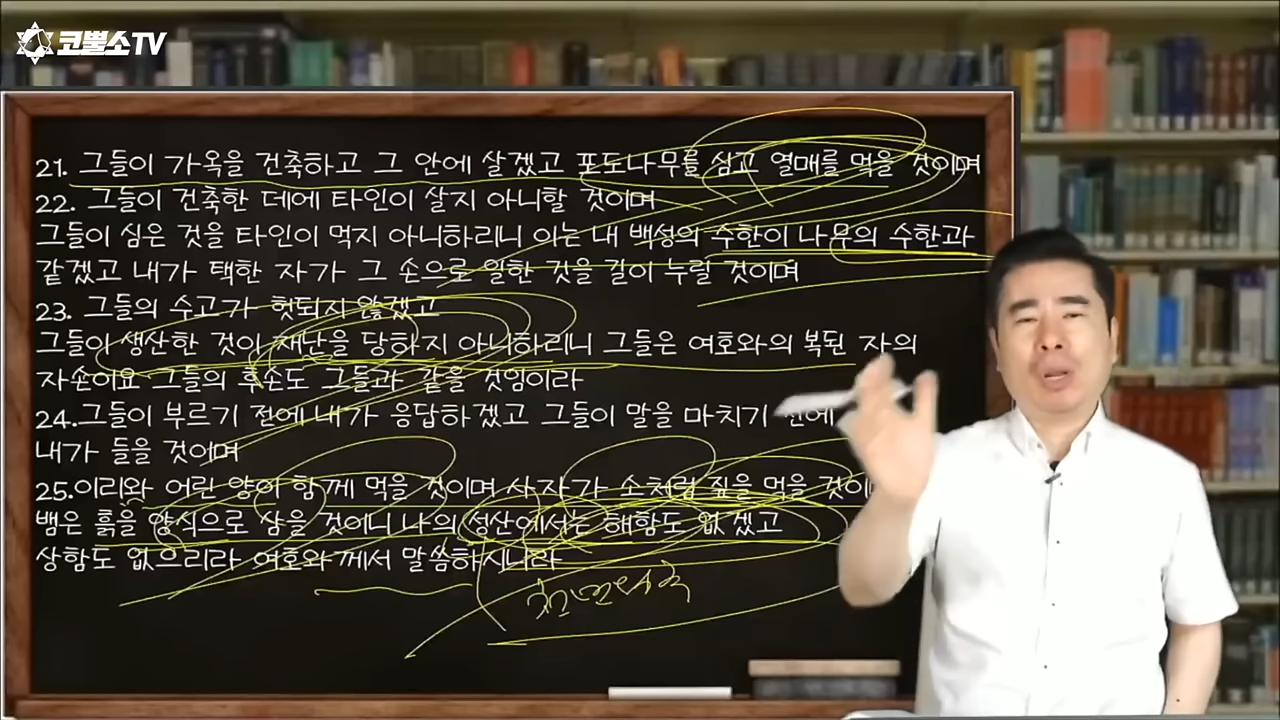 코뿔소TV
21. 그들이 가옥을 건축하고 그 안에 살겠고 포도나무를 심고 열매를 먹을 것이며
22. 그들이 건축한 데에 타인이 살지 아니할 것이며
그들이 심은 것을 타인이 먹지 아니하리니 이는 내 백성의 수한이 나무의 수한과
같겠고 내가 택한 자가 그 손으로 일한 것을 길이 누릴 것이며
23. 그들의 수고가 헛되지 않겠고
그들이 생산한 것이 재난을 당하지 아니하리니 그들은 여호와의 복된 자의
자손이요 그들의 후손도 그들과 같을 것임이라
24.그들이 부르기 전에 내가 응답하겠고 그들이 말을 마치기 전에
내가 들을 것이며
25.이리와 어린 양이 함께 먹을 것이며 사자가 소처럼 짚을 먹을 것이
뱀은 흙을 양식으로 삼을 것이니 나의 성산에서는 해함도 없겠고
상함도 없으리라 여호와께서 말씀하시니라
천년왕국